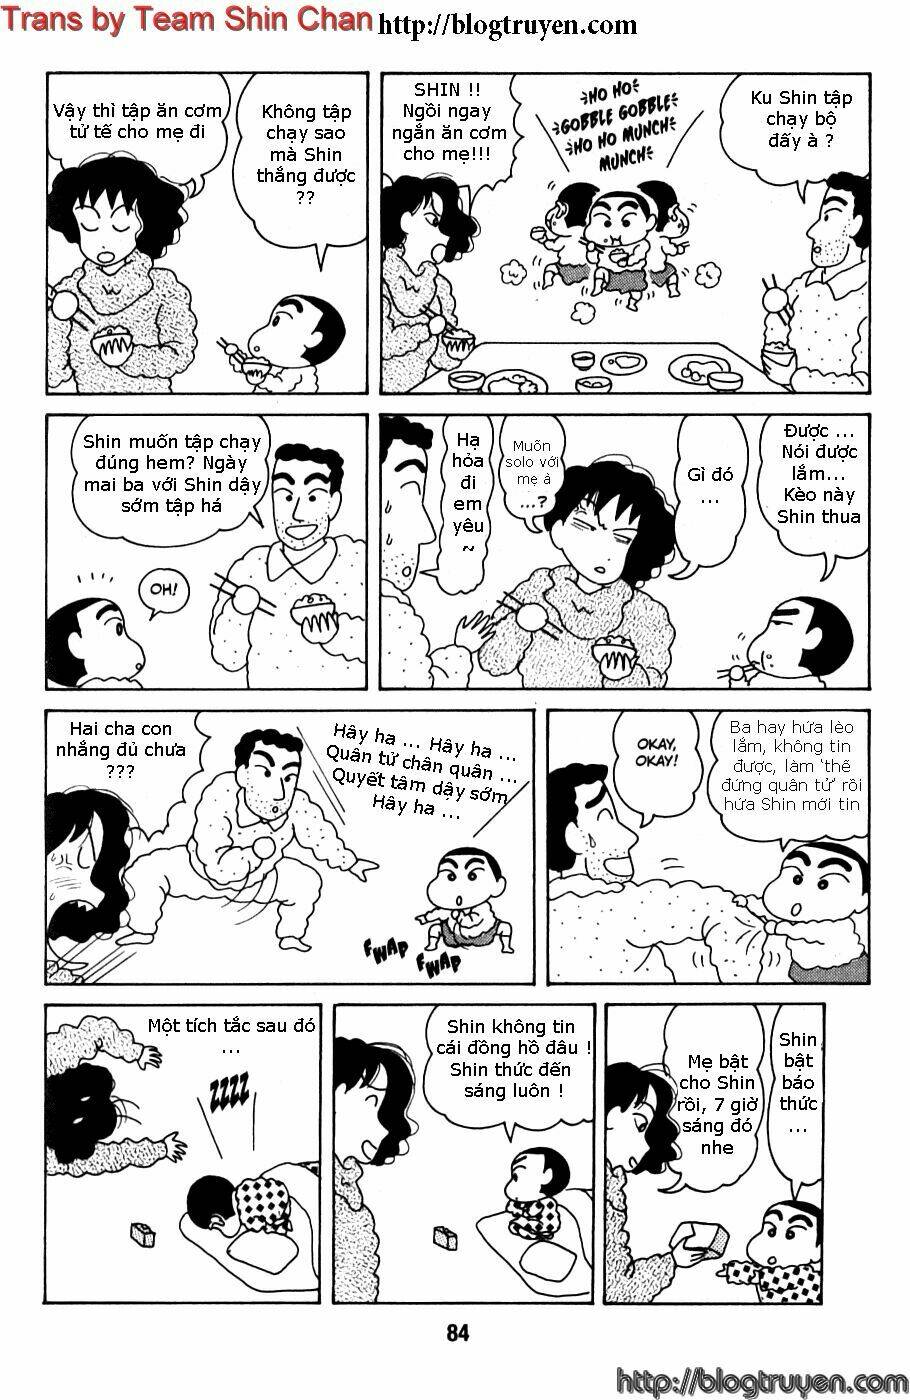 Trans by Team Shin Chan
http://blogtruyen.com
Ku Shin tập
chạy bộ
đấy à ?
HO HO
GOBBLE GOBBLE
HO HO MUNCH
MUNCH
SHIN !!
Ngồi ngay
ngắn ăn cơm
cho mẹ!!!
Không tập
chạy sao
mà Shin
thắng được
??
Vậy thì tập ăn cơm
tử tế cho mẹ đi
Được ...
Nói được
lắm...
Kèo này
Shin thua
Gì đó
...
Muốn
solo với
mẹ à
...?
Hạ
hỏa
đi
em
yêu
~
Shin muốn tập chạy
đúng hem? Ngày
mai ba với Shin dậy
sớm tập há
OH!
Ba hay hứa lèo
lắm, không tin
được, làm 'thế
đứng quân tử' rồi
hứa Shin mới tin
OKAY,
OKAY!
Hây ha ... Hây ha ...
Quân tử chân quân ...
Quyết tâm dậy sớm
Hây ha ...
FWAP
FWAP
Hai cha con
nhắng đủ chưa
???
Shin
bật
báo
thức
...
Mẹ bật
cho Shin
rồi, 7 giờ
sáng đó
nhe
Shin không tin
cái đồng hồ đâu !
Shin thức đến
sáng luôn !
Một tích tắc sau đó
...
ZZZZ
84
http://blogtruyen.com